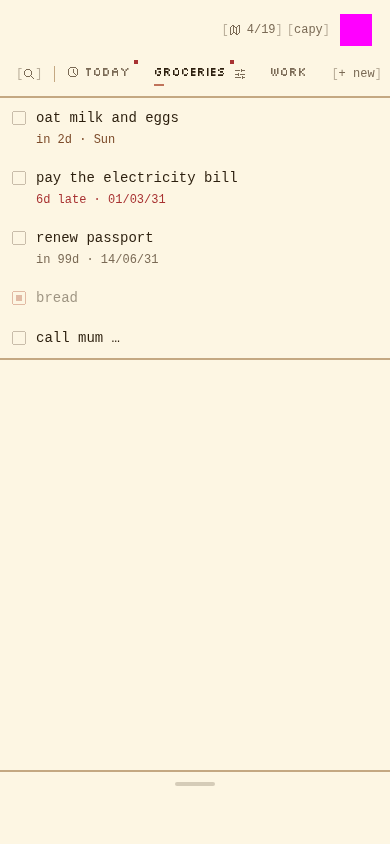 [4/19] [capy]
[] TODAY GROCERIES WORK [+ new]
oat milk and eggs
in 2d · Sun
pay the electricity bill
6d late · 01/03/31
renew passport
in 99d · 14/06/31
bread
call mum …